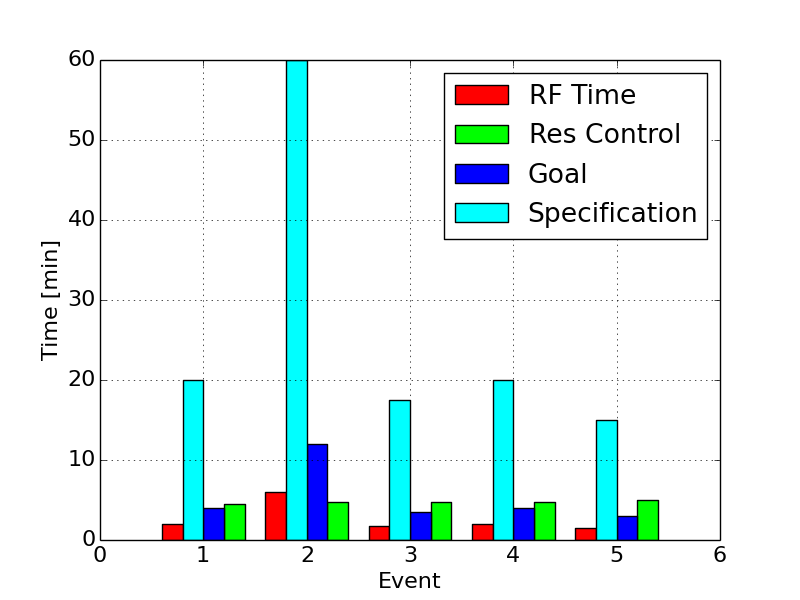 60
50
40
30
20
10
0
Time [min]
RF Time
Res Control
Goal
Specification
0 1 2 3 4 5 6
Event